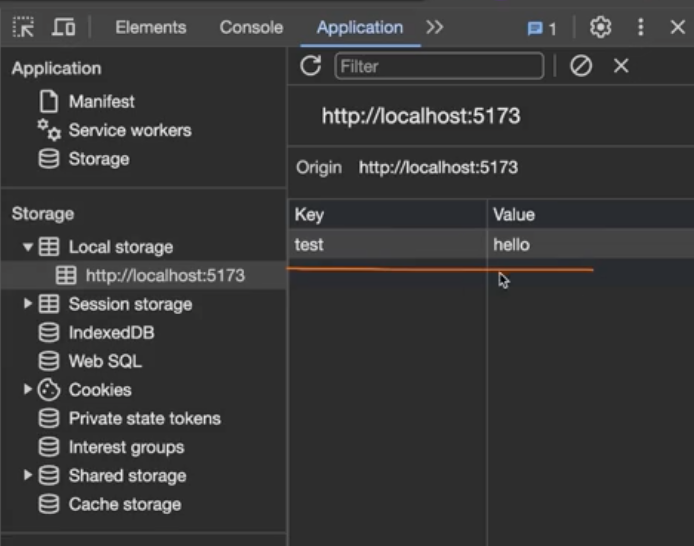 Elements Console Application 1
Application
Manifest
Service workers
Storage
Storage
Local storage
http://localhost:5173
Session storage
IndexedDB
Web SQL
Cookies
Private state tokens
Interest groups
Shared storage
Cache storage
Filter
http://localhost:5173
Origin http://localhost:5173
Key Value
test hello